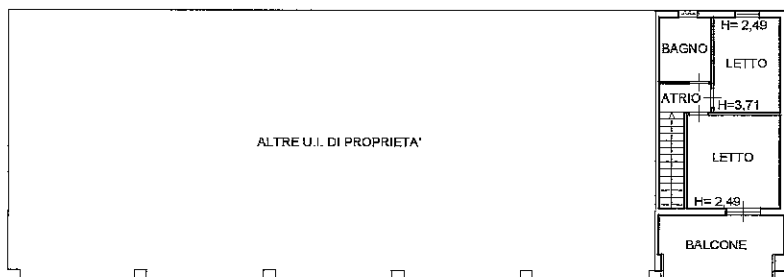 H= 2,49
BAGNO
LETTO
ATRIO
H=3,71
ALTRE U.I. DI PROPRIETA'
LETTO
H= 2,49
BALCONE